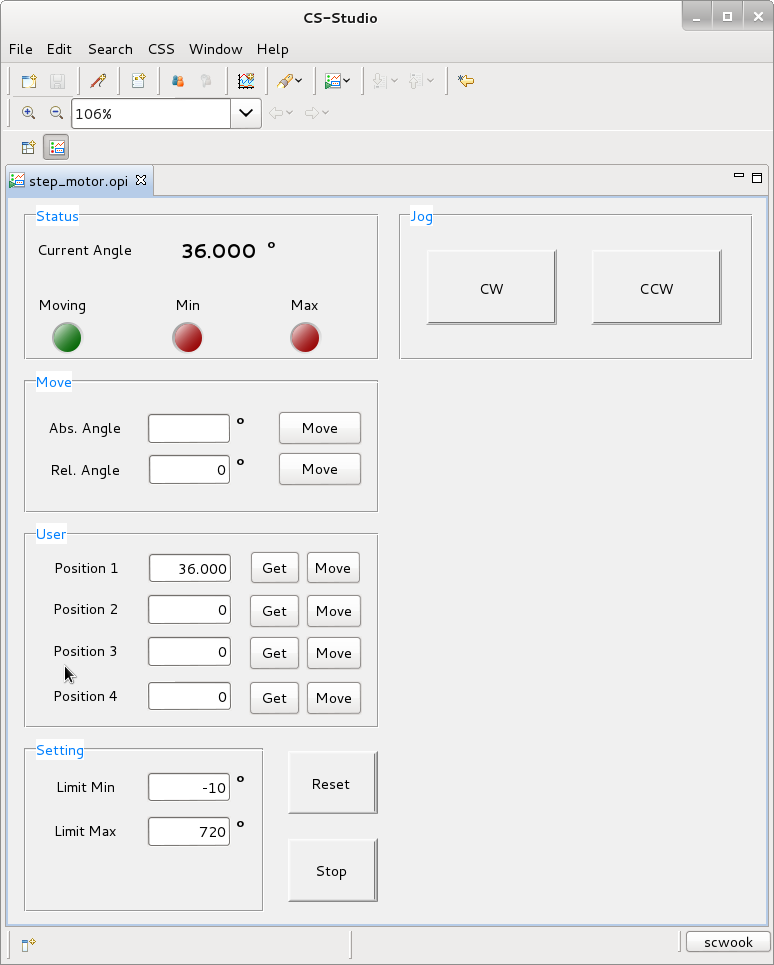 CS-Studio
File Edit Search CSS Window Help
106%
step_motor.opi
Status
Current Angle 36.000 °
Moving Min Max
Jog
CW CCW
Move
Abs. Angle ° Move
Rel. Angle 0 ° Move
User
Position 1 36.000 Get Move
Position 2 0 Get Move
Position 3 0 Get Move
Position 4 0 Get Move
Setting
Limit Min -10 °
Limit Max 720 °
Reset
Stop
scwook